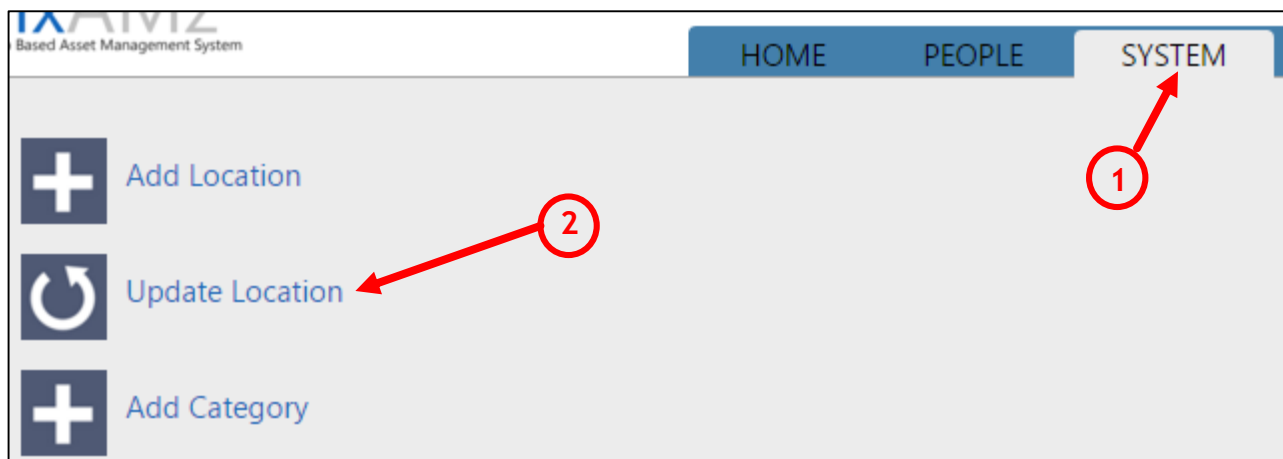 Based Asset Management System
HOME PEOPLE SYSTEM
1
Add Location
2
Update Location
Add Category